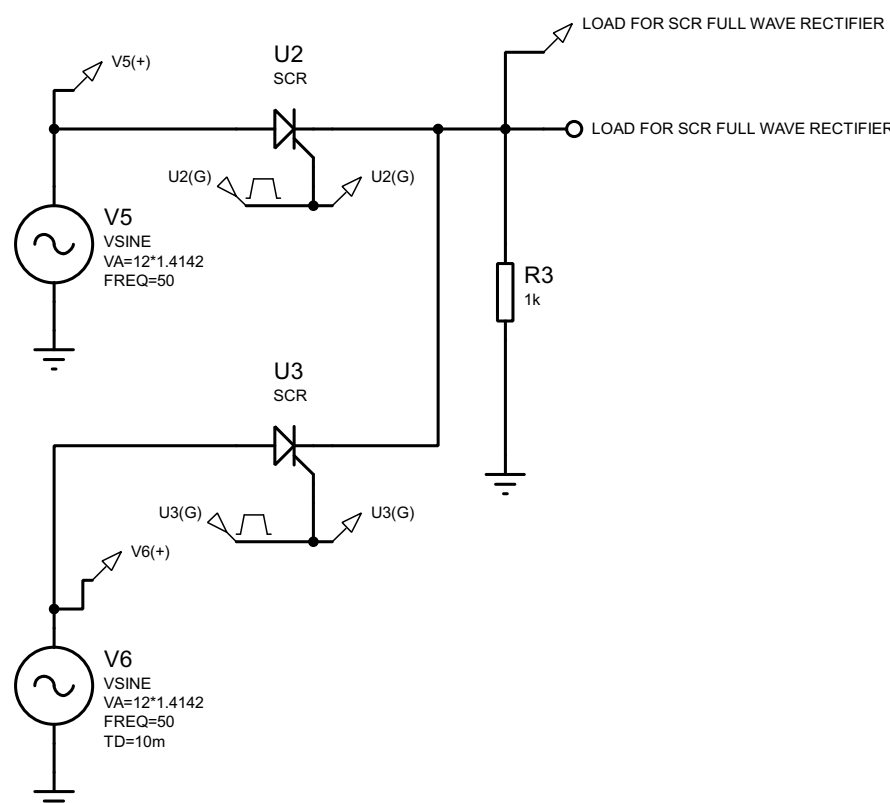 LOAD FOR SCR FULL WAVE RECTIFIER
V5(+)
U2
SCR
LOAD FOR SCR FULL WAVE RECTIFIER
U2(G)
U2(G)
V5
VSINE
VA=12*1.4142
FREQ=50
R3
1k
U3
SCR
U3(G)
U3(G)
V6(+)
V6
VSINE
VA=12*1.4142
FREQ=50
TD=10m